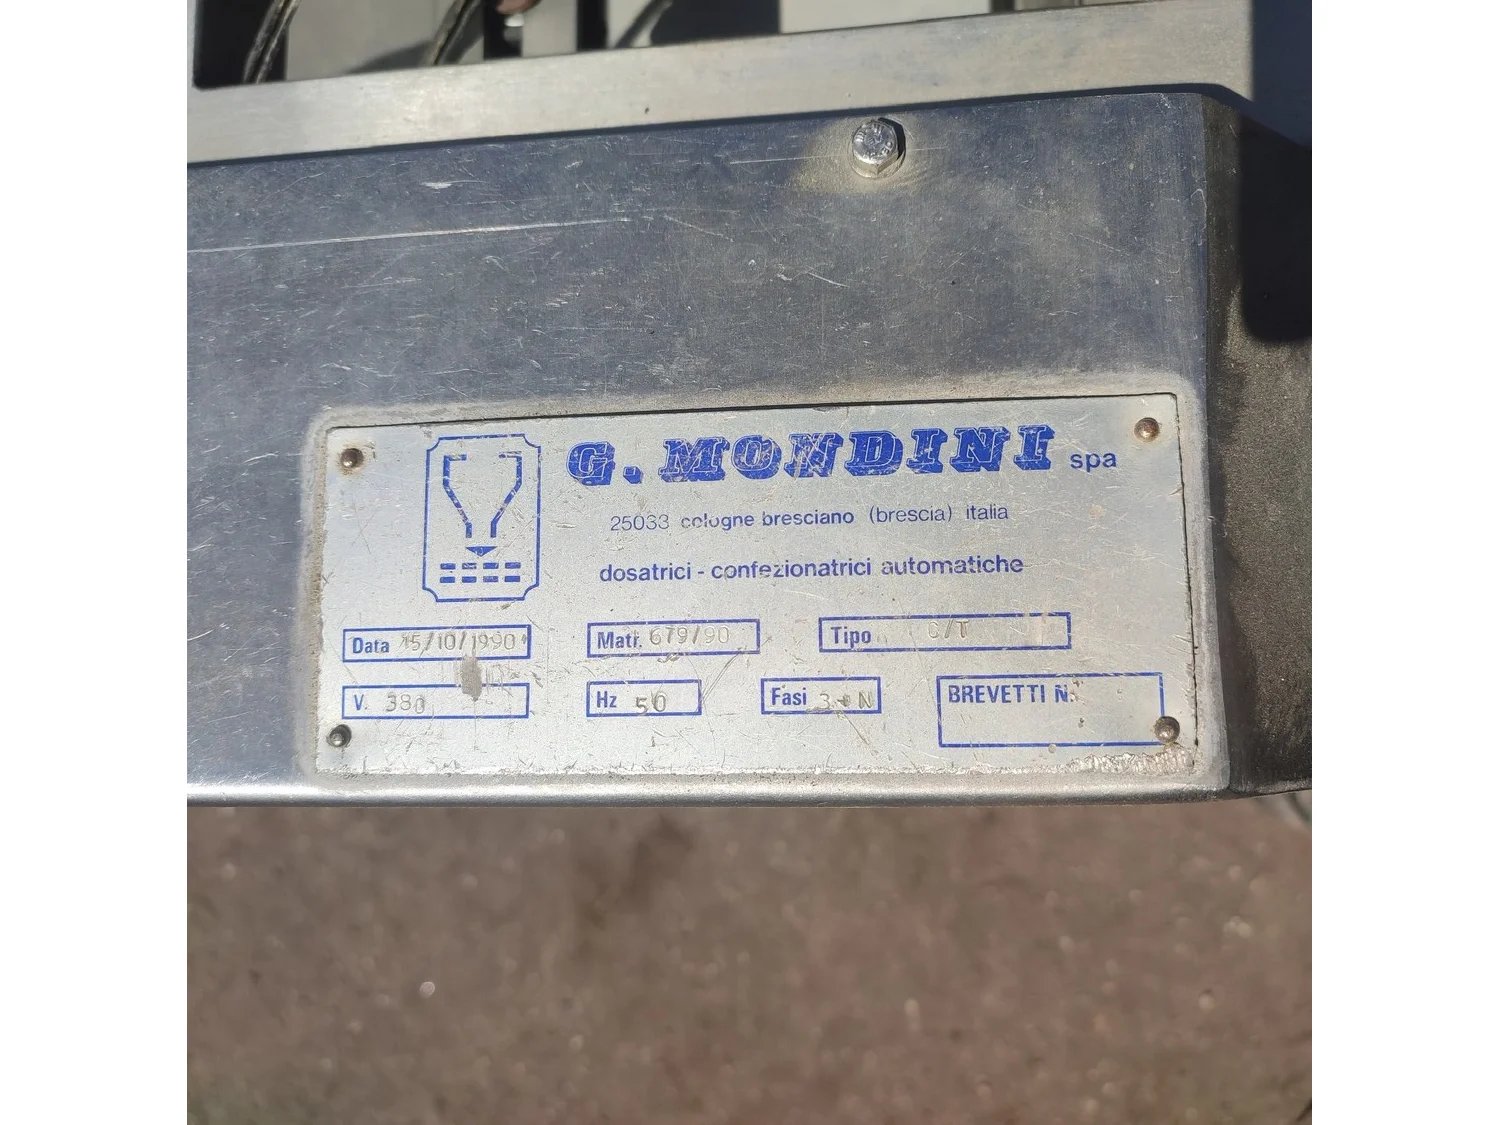 G. MONDINI spa
25033 cologne bresciano (brescia) italia
dosatrici - confezionatrici automatiche
Data 15/10/1990 Matr. 679/90 Tipo C/T
V. 380 Hz 50 Fasi 3+N BREVETTI N.